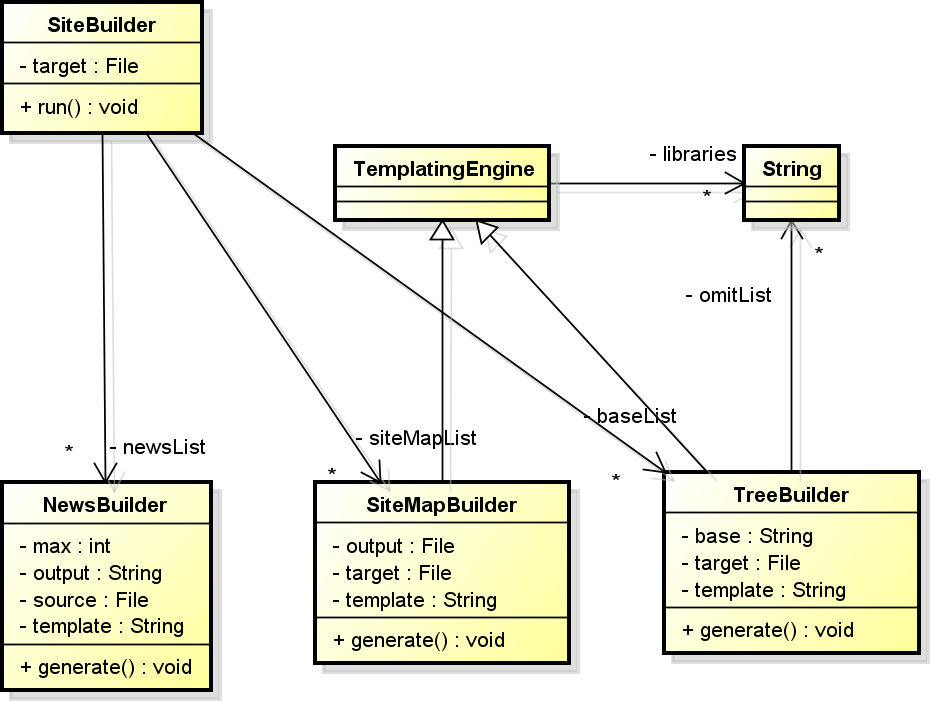 SiteBuilder
- target : File
+ run() : void
TemplatingEngine
- libraries
*
String
*
- omitList
- baseList
*
- siteMapList
*
- newsList
*
NewsBuilder
- max : int
- output : String
- source : File
- template : String
+ generate() : void
SiteMapBuilder
- output : File
- target : File
- template : String
+ generate() : void
TreeBuilder
- base : String
- target : File
- template : String
+ generate() : void